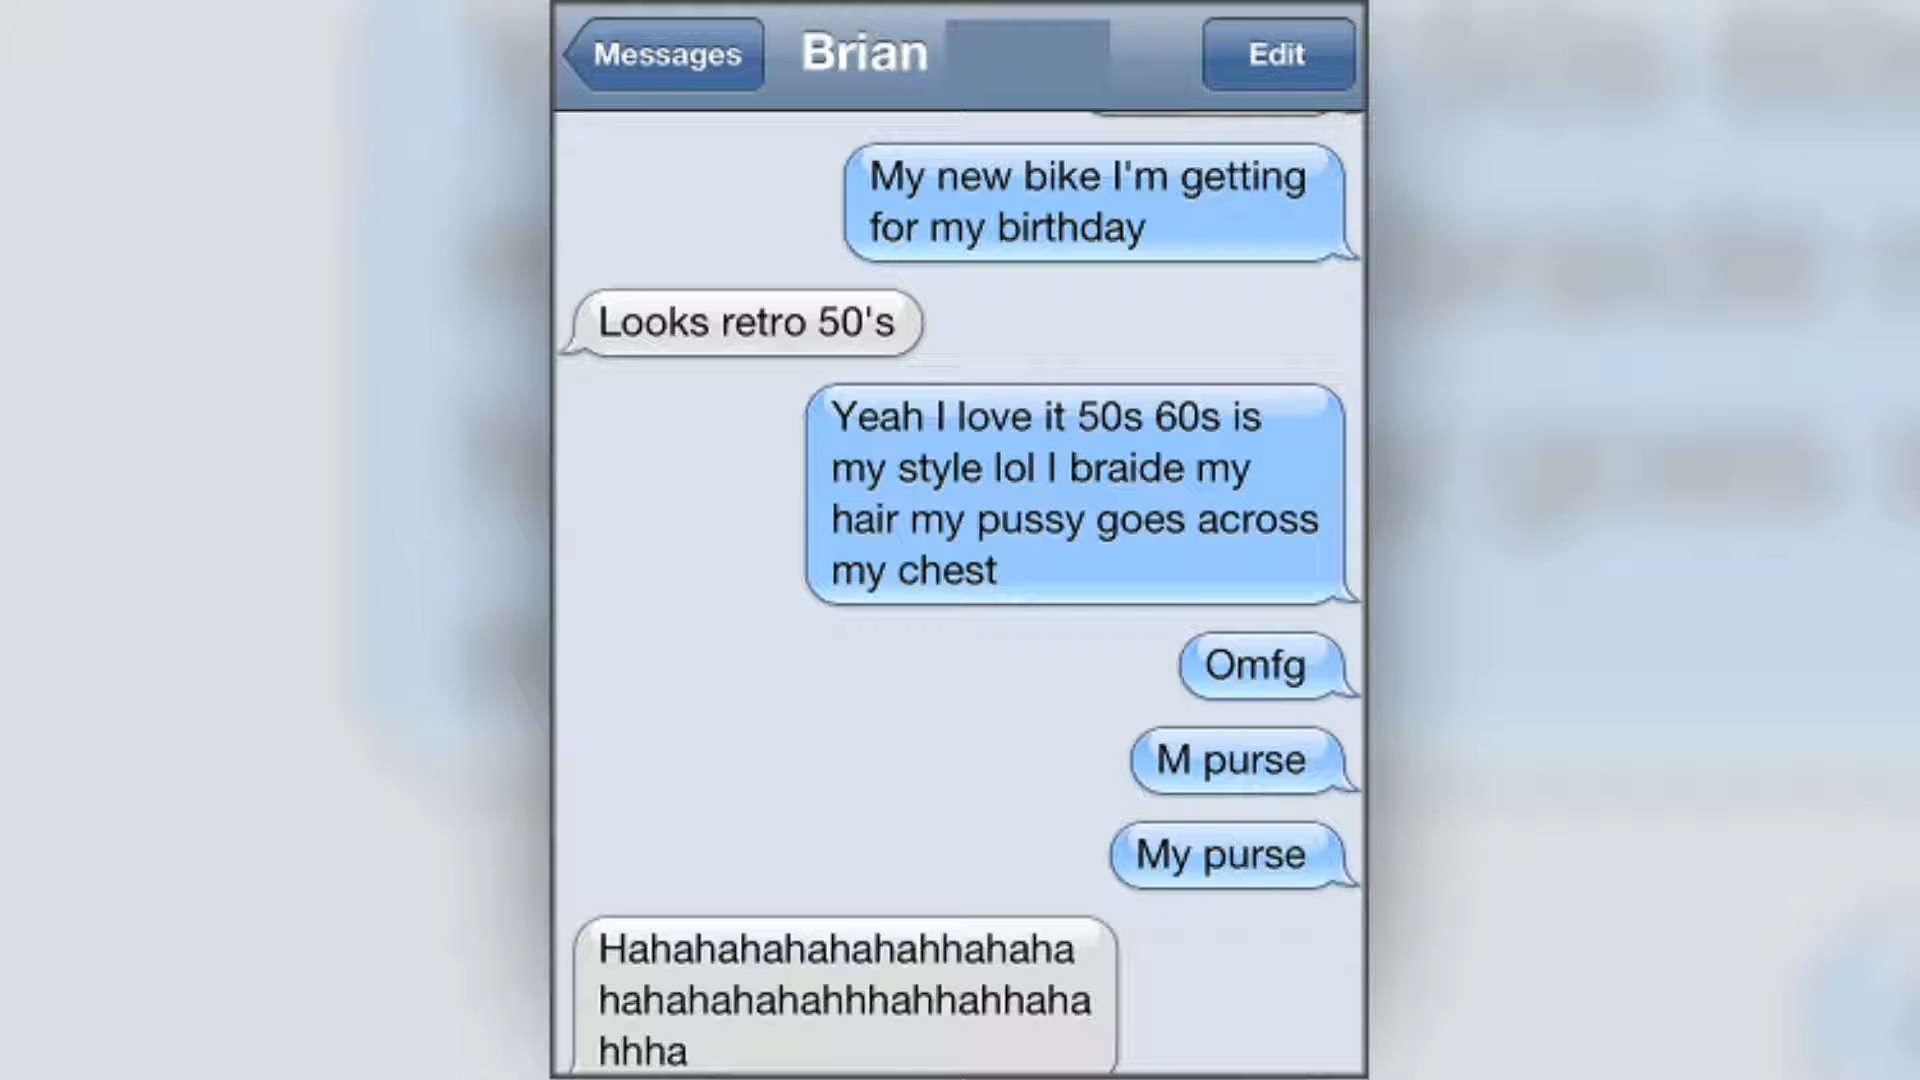 Messages
Brian
Edit
My new bike I'm getting
for my birthday
Looks retro 50's
Yeah I love it 50s 60s is
my style lol I braide my
hair my pussy goes across
my chest
Omfg
M purse
My purse
Hahahahahahahahhahaha
hahahahahahhhahhahhaha
hhha